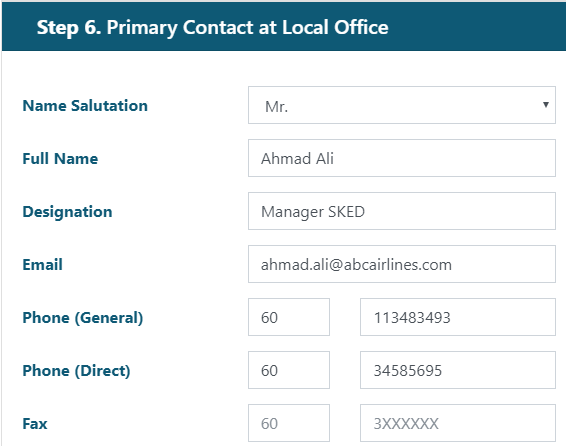 Step 6. Primary Contact at Local Office
Name Salutation Mr.
Full Name Ahmad Ali
Designation Manager SKED
Email ahmad.ali@abcairlines.com
Phone (General) 60 113483493
Phone (Direct) 60 34585695
Fax 60 3XXXXXX